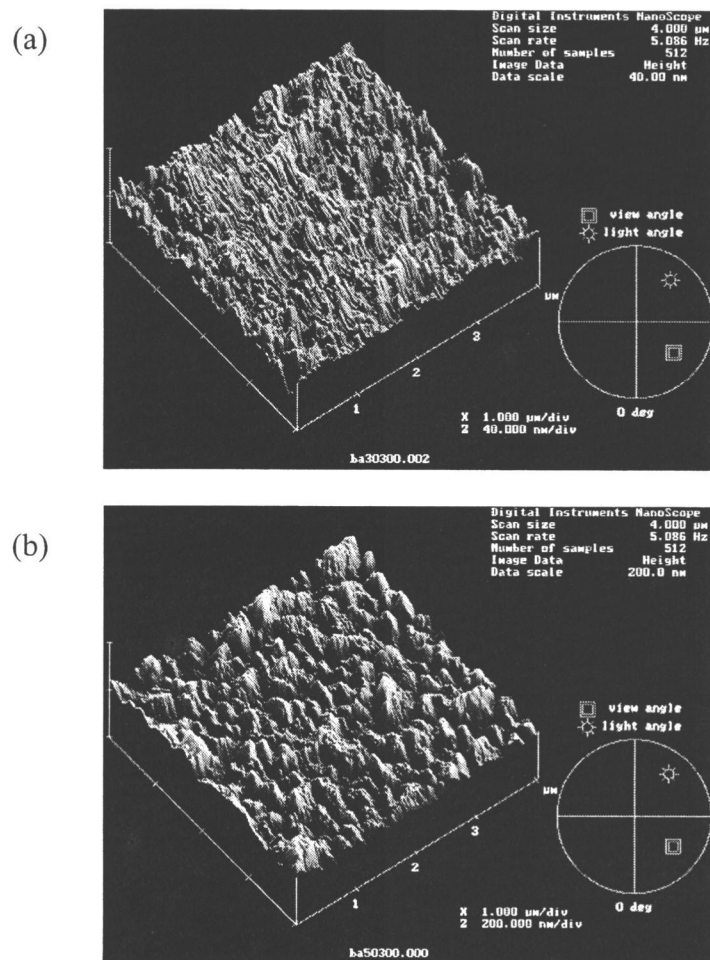 (a)
Digital Instruments NanoScope
Scan size 4.000 µm
Scan rate 5.086 Hz
Number of samples 512
Image Data Height
Data scale 40.00 nm
view angle
light angle
µm
3
2
1
X 1.000 µm/div
Z 40.000 nm/div
0 deg
ba30300.002
(b)
Digital Instruments NanoScope
Scan size 4.000 µm
Scan rate 5.086 Hz
Number of samples 512
Image Data Height
Data scale 200.0 nm
view angle
light angle
µm
3
2
1
X 1.000 µm/div
Z 200.000 nm/div
0 deg
ba50300.000